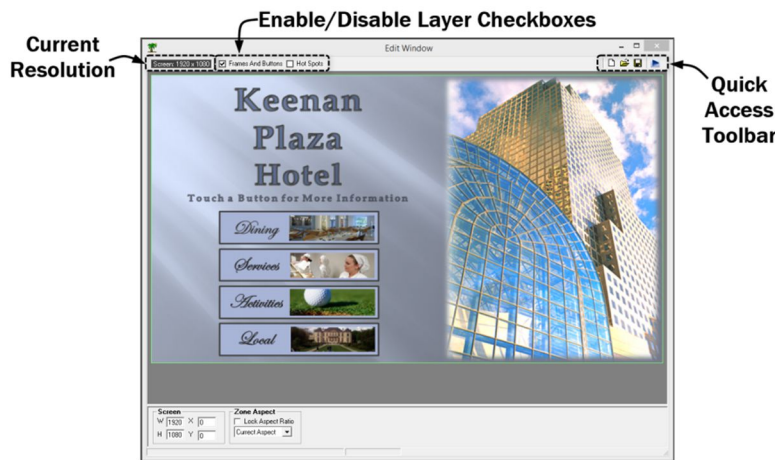 Enable/Disable Layer Checkboxes
Current
Resolution
Edit Window
Screen: 1920 x 1080
Frames And Buttons
Hot Spots
Quick
Access
Toolbar
Keenan
Plaza
Hotel
Touch a Button for More Information
Dining
Services
Activities
Local
Screen
W 1920 X 0
H 1080 Y 0
Zone Aspect
Lock Aspect Ratio
Current Aspect